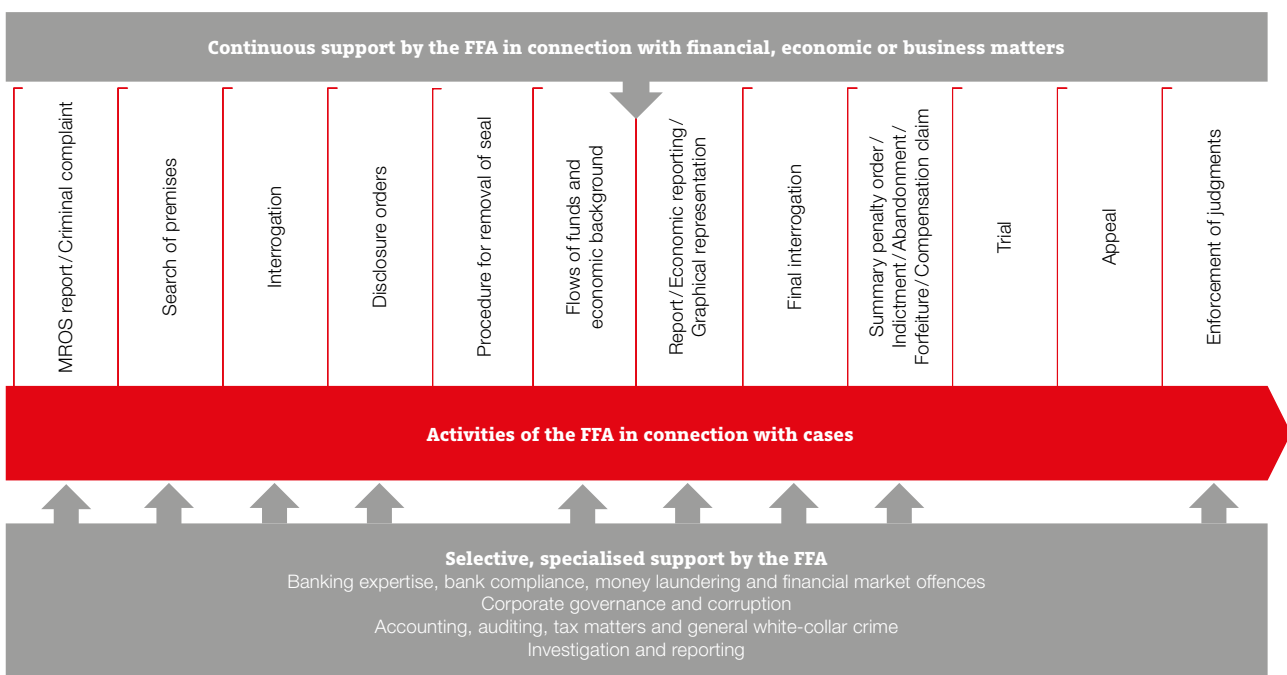 Continuous support by the FFA in connection with financial, economic or business matters
MROS report / Criminal complaint
Search of premises
Interrogation
Disclosure orders
Procedure for removal of seal
Flows of funds and
economic background
Report / Economic reporting /
Graphical representation
Final interrogation
Summary penalty order /
Indictment / Abandonment /
Forfeiture / Compensation claim
Trial
Appeal
Enforcement of judgments
Activities of the FFA in connection with cases
Selective, specialised support by the FFA
Banking expertise, bank compliance, money laundering and financial market offences
Corporate governance and corruption
Accounting, auditing, tax matters and general white-collar crime
Investigation and reporting